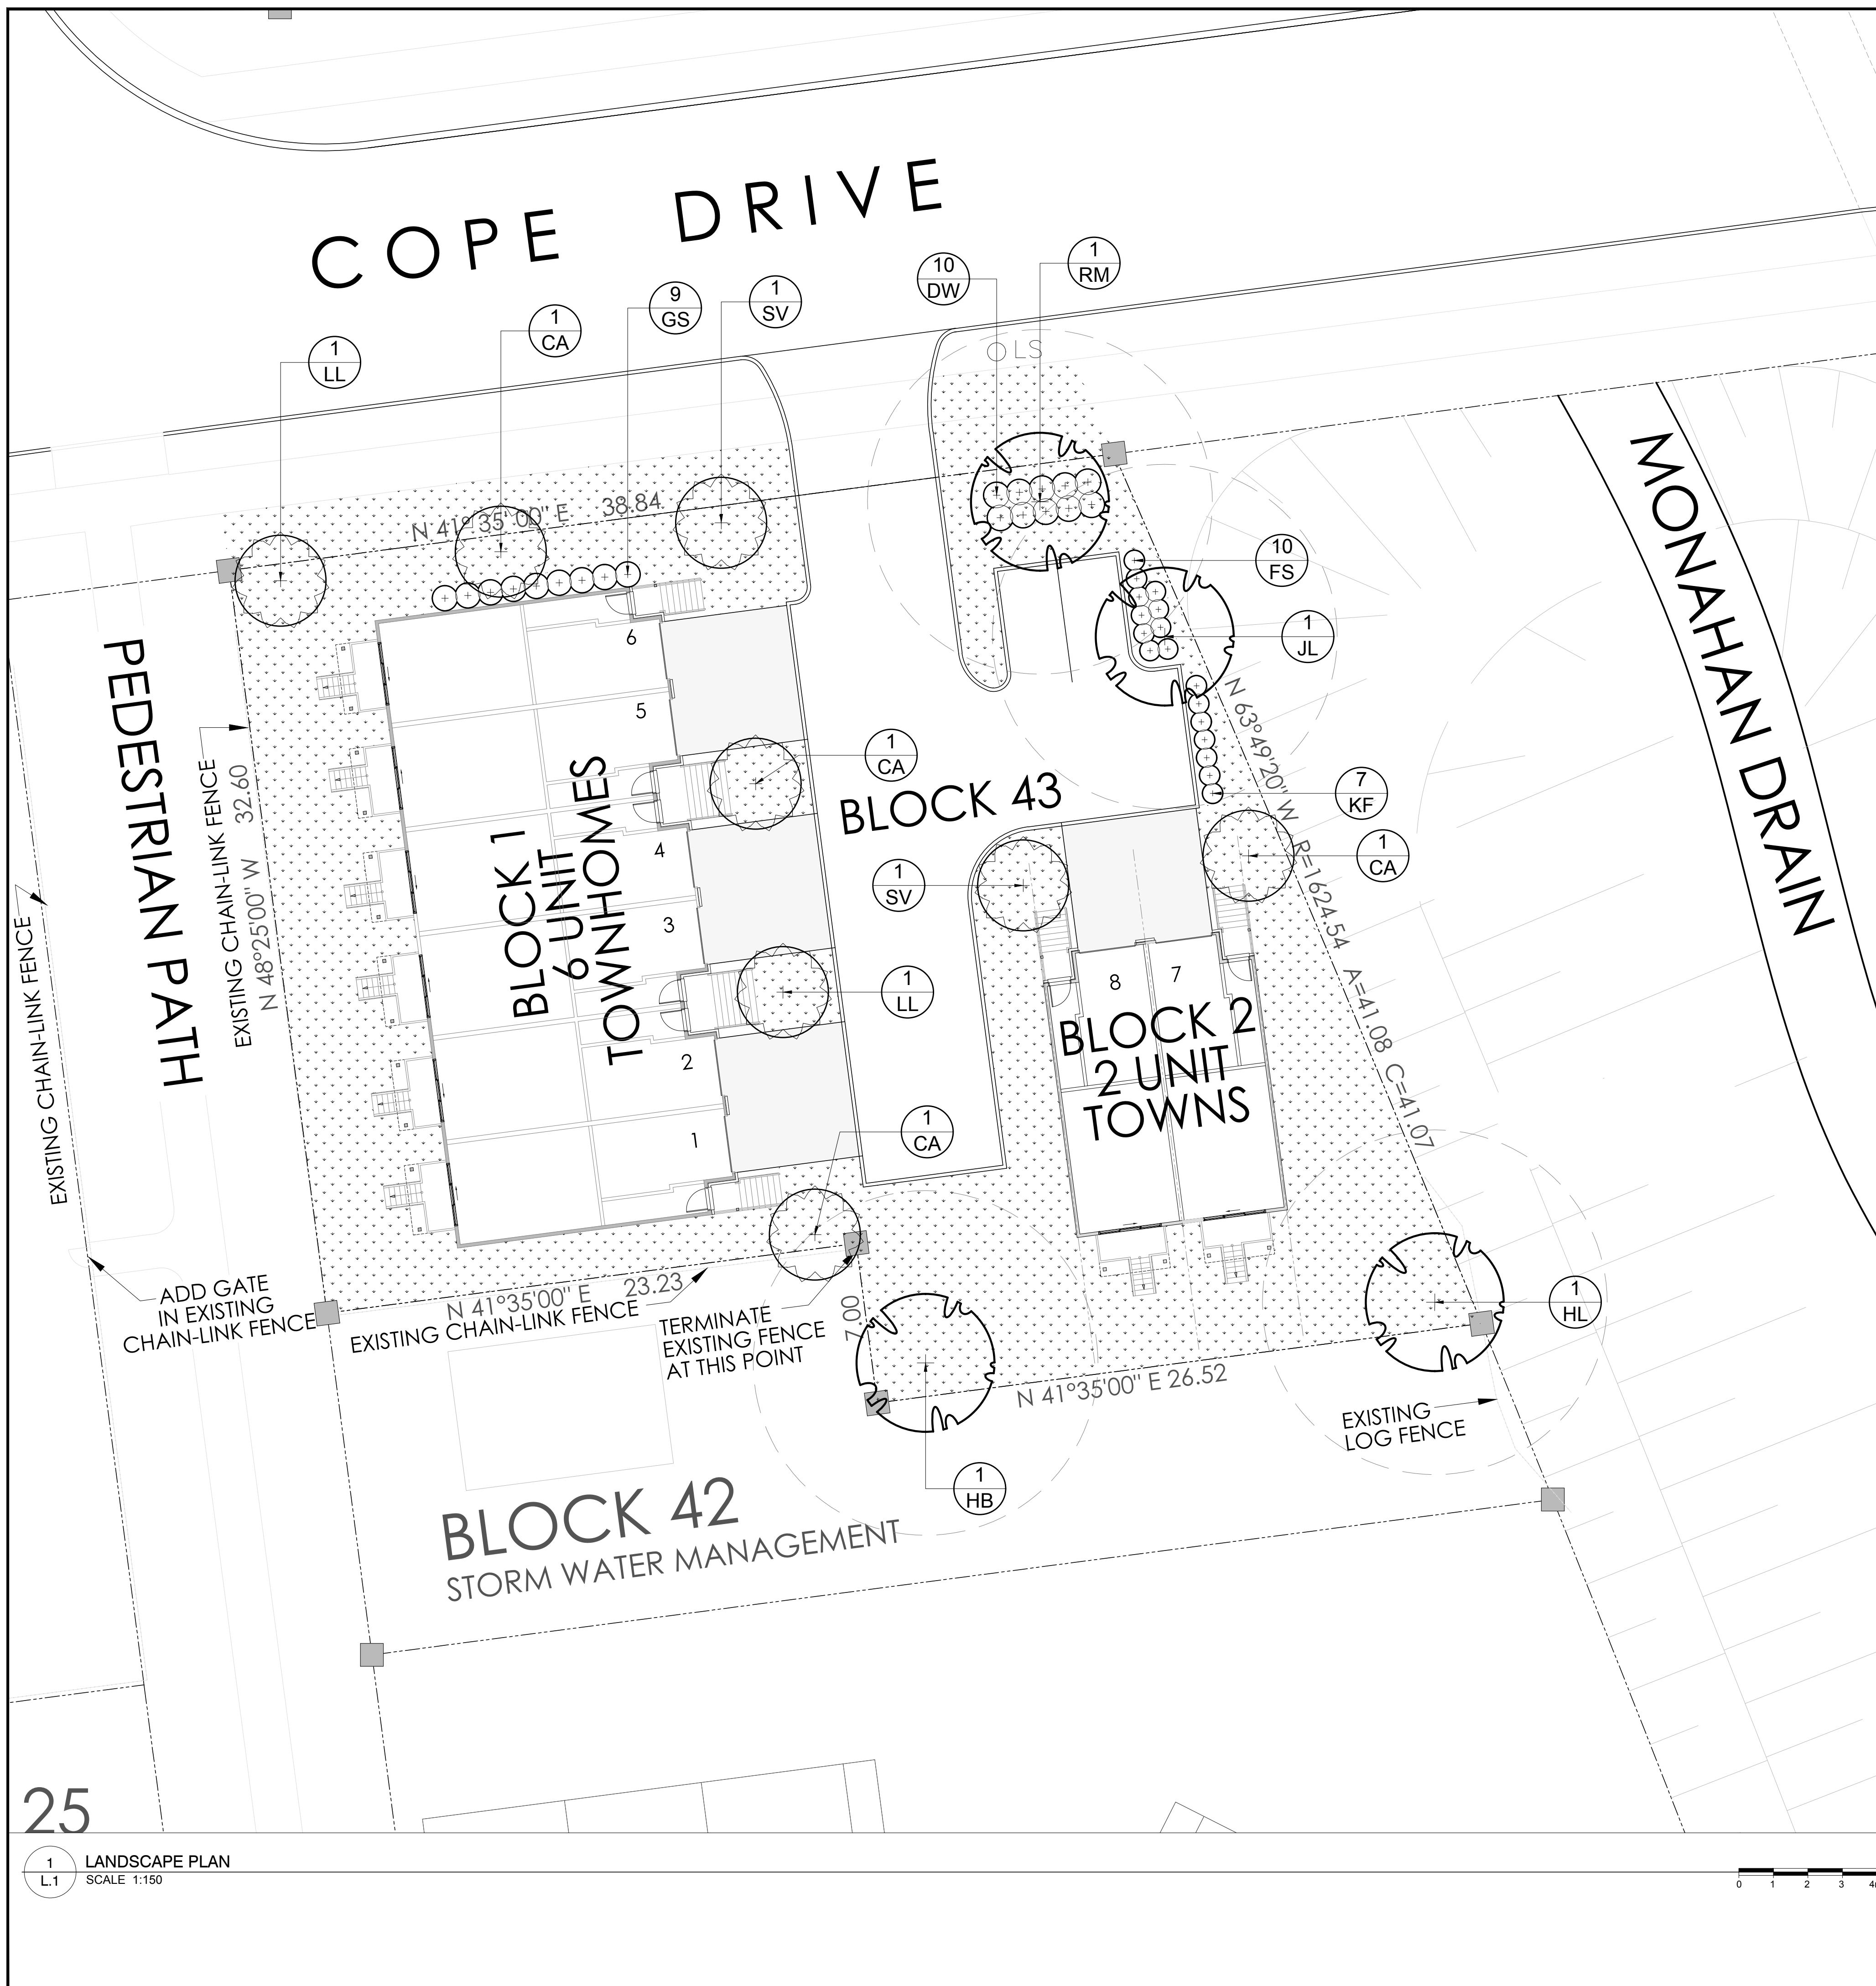 COPE DRIVE
10
DW
1
RM
9
GS
1
SV
1
CA
1
LL
LS
N 41°35'00" E 38.84
10
FS
1
JL
MONAHAN DRAIN
PEDESTRIAN PATH
EXISTING CHAIN-LINK FENCE
N 48°25'00" W 32.60
EXISTING CHAIN-LINK FENCE
6
5
4
3
2
1
BLOCK 1
6 UNIT
TOWNHOMES
1
CA
BLOCK 43
7
KF
N 63°49'20" W R=1624.54 A=41.08 C=41.07
1
CA
1
SV
1
LL
8
7
BLOCK 2
2 UNIT
TOWNS
1
CA
ADD GATE
IN EXISTING
CHAIN-LINK FENCE
N 41°35'00" E 23.23
EXISTING CHAIN-LINK FENCE
TERMINATE
EXISTING FENCE
AT THIS POINT
7.00
1
HL
N 41°35'00" E 26.52
EXISTING
LOG FENCE
1
HB
BLOCK 42
STORM WATER MANAGEMENT
25
1
L.1
LANDSCAPE PLAN
SCALE 1:150
0 1 2 3 4